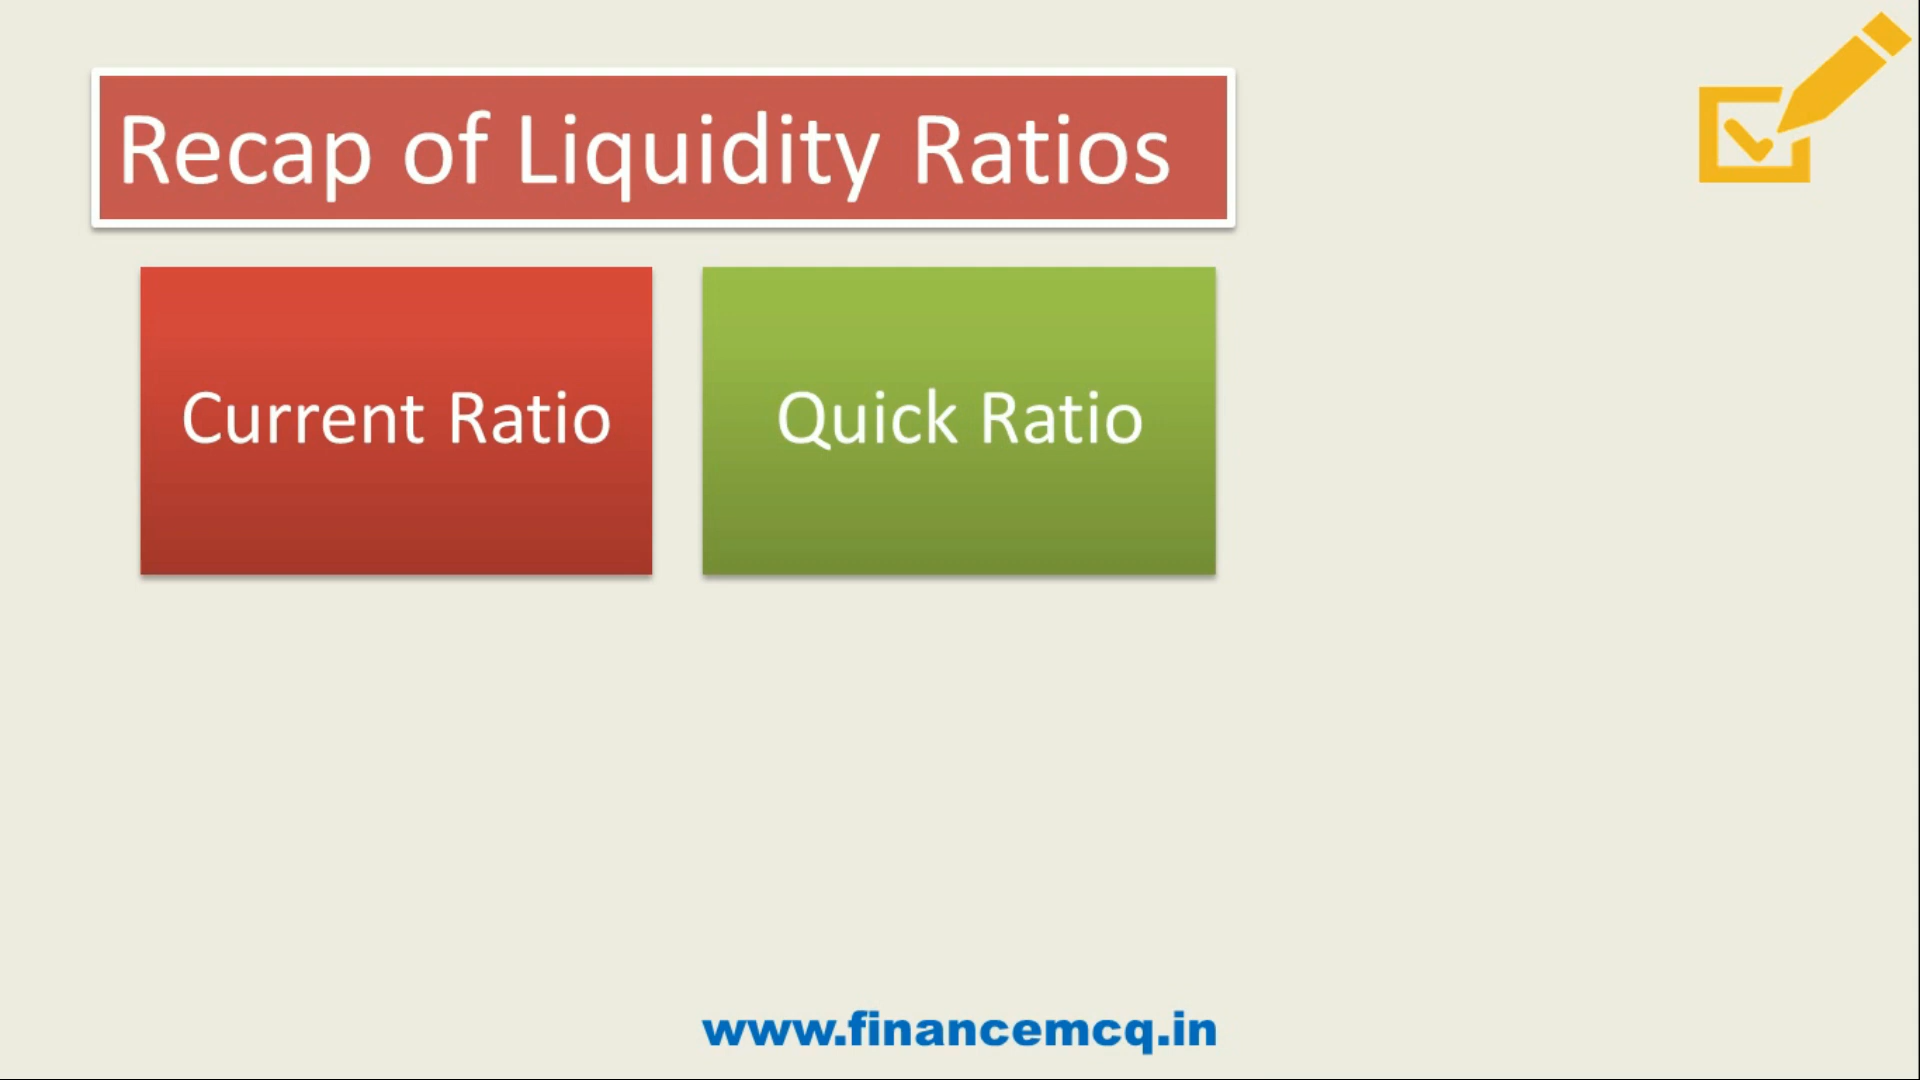 Recap of Liquidity Ratios
Current Ratio
Quick Ratio
www.financemcq.in